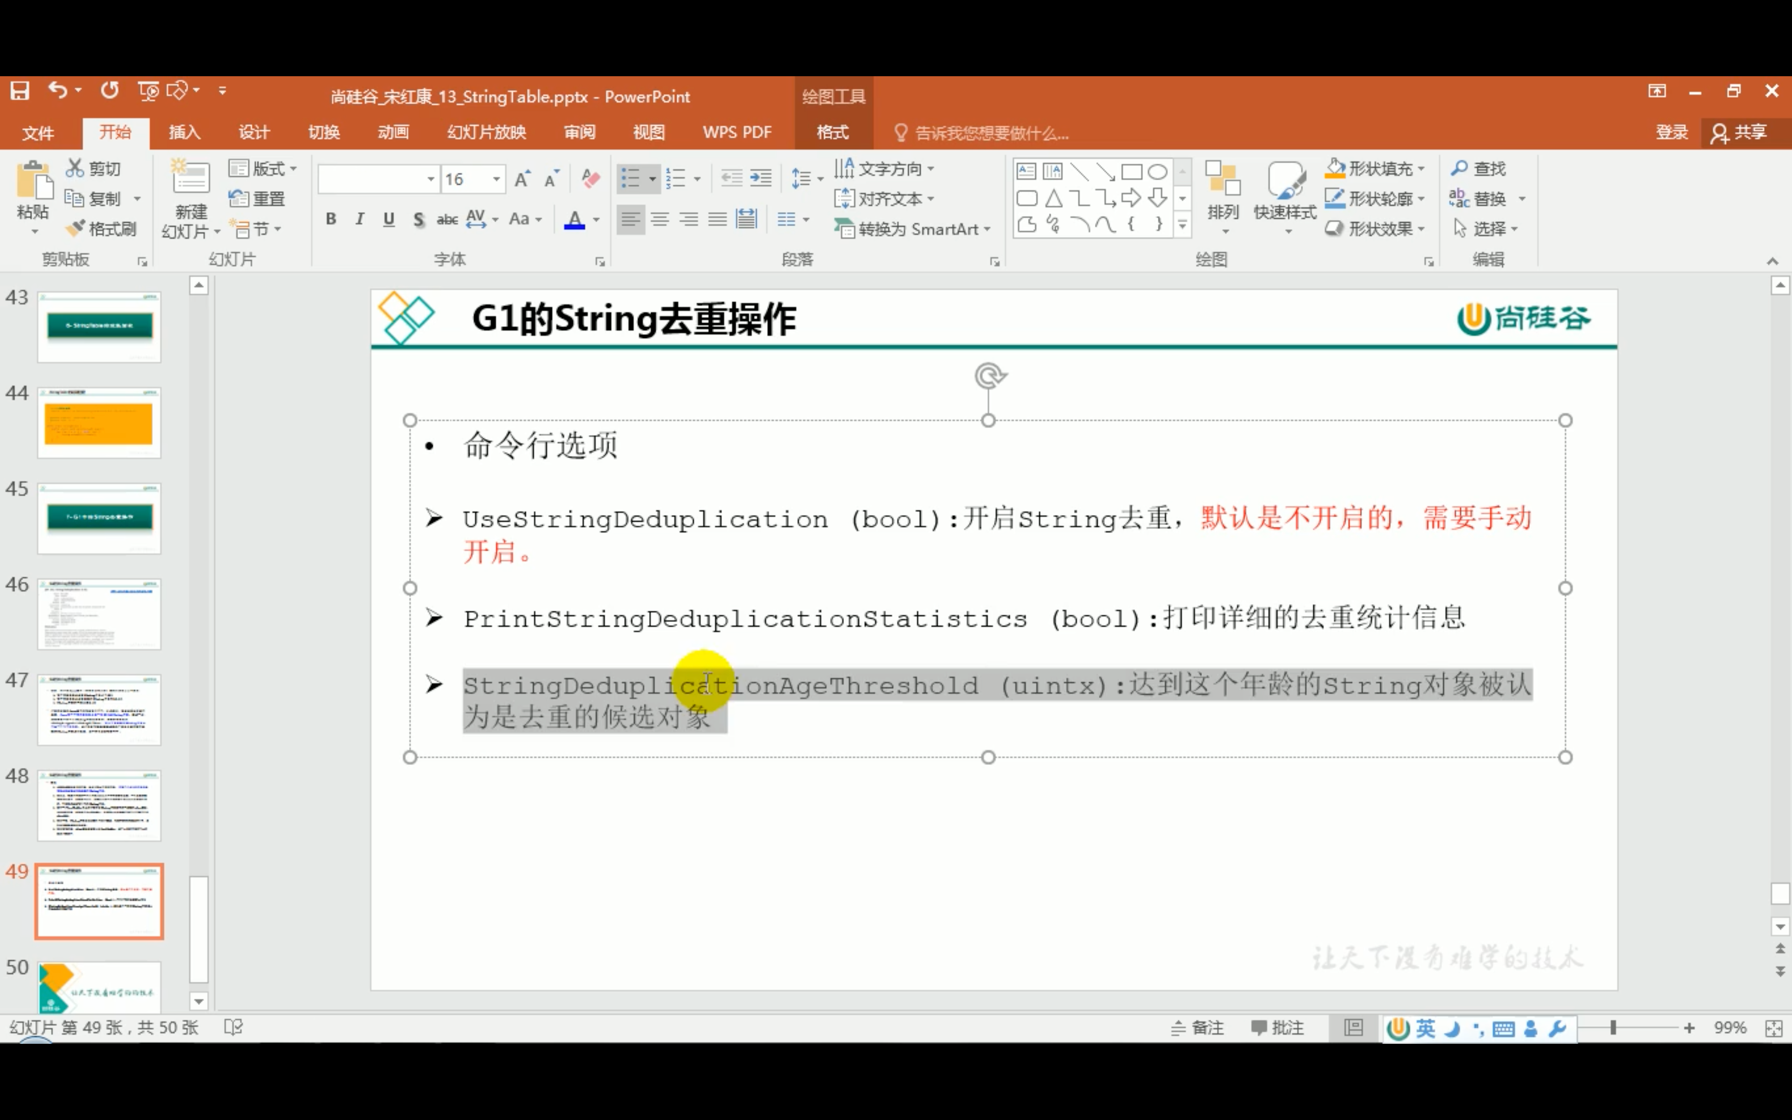 尚硅谷_宋红康_13_StringTable.pptx - PowerPoint
绘图工具
文件 开始 插入 设计 切换 动画 幻灯片放映 审阅 视图 WPS PDF 格式 告诉我您想要做什么... 登录 共享
粘贴 剪切 复制 格式刷 剪贴板
新建 幻灯片 版式 重置 节 幻灯片
16
B I U S abc AV Aa A
字体
文字方向
对齐文本
转换为 SmartArt
段落
排列 快速样式 形状填充 形状轮廓 形状效果 绘图
查找
替换
选择
编辑
43
44
45
46
47
48
49
50
G1的String去重操作
尚硅谷
• 命令行选项
UseStringDeduplication (bool):开启String去重，默认是不开启的，需要手动
开启。
PrintStringDeduplicationStatistics (bool):打印详细的去重统计信息
StringDeduplicationAgeThreshold (uintx):达到这个年龄的String对象被认
为是去重的候选对象
让天下没有难学的技术
幻灯片 第 49 张，共 50 张
备注 批注 英 99%